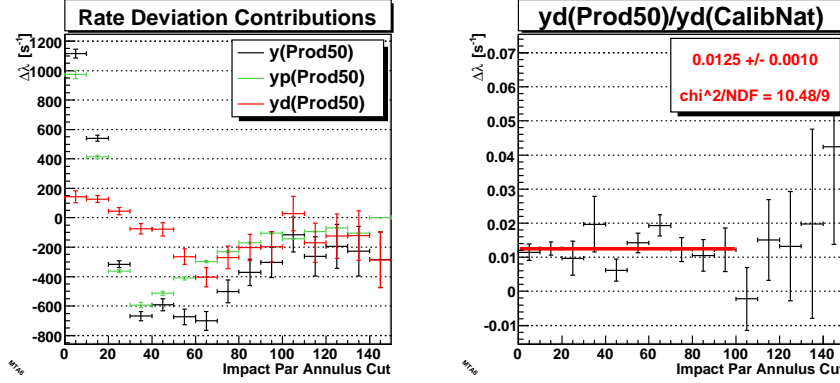 Rate Deviation Contributions
Δλ [s⁻¹]
1200
1000
800
600
400
200
0
-200
-400
-600
-800
y(Prod50)
yp(Prod50)
yd(Prod50)
0 20 40 60 80 100 120 140
Impact Par Annulus Cut
MTA6
yd(Prod50)/yd(CalibNat)
Δλ [s⁻¹]
0.07
0.06
0.05
0.04
0.03
0.02
0.01
0
-0.01
0.0125 +/- 0.0010
chi^2/NDF = 10.48/9
0 20 40 60 80 100 120 140
Impact Par Annulus Cut
MTA6